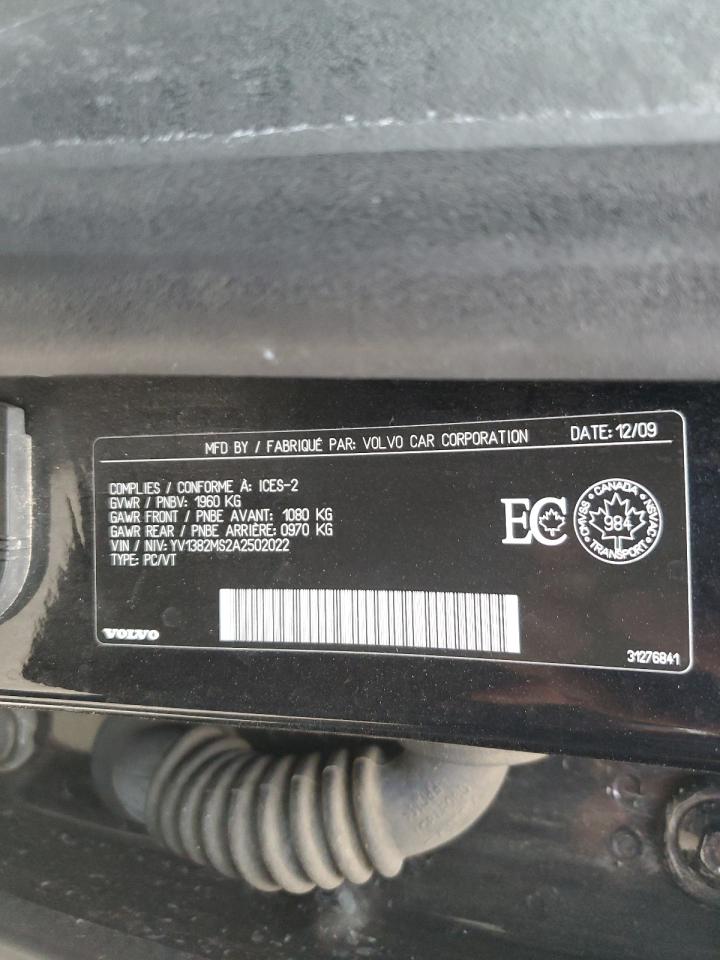 MFD BY / FABRIQUÉ PAR: VOLVO CAR CORPORATION DATE: 12/09
COMPLIES / CONFORME À: ICES-2
GVWR / PNBV: 1960 KG
GAWR FRONT / PNBE AVANT: 1080 KG
GAWR REAR / PNBE ARRIÈRE: 0970 KG
VIN / NIV: YV1382MS2A2502022
TYPE: PC/VT
EC
CANADA
CMVSS
NSVAC
984
TRANSPORT
VOLVO
31276841